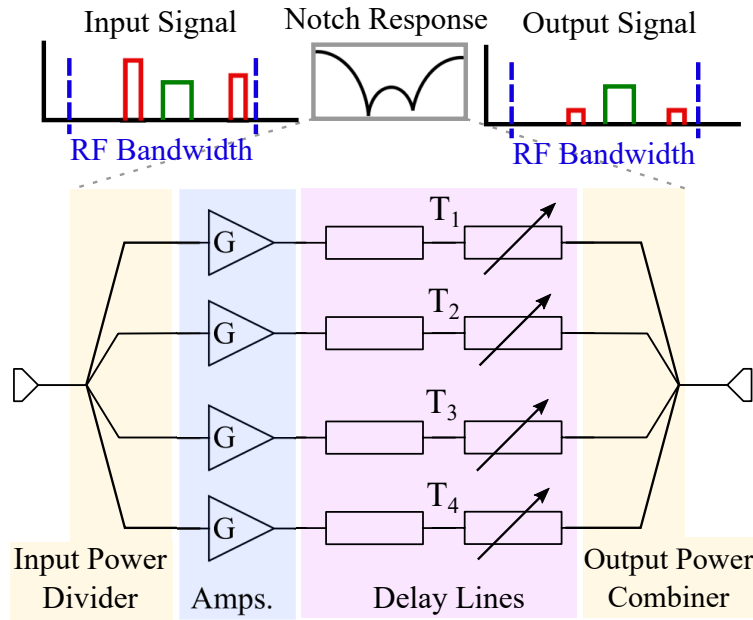 Input Signal
Notch Response
Output Signal
RF Bandwidth
RF Bandwidth
T1
G
T2
G
T3
G
T4
G
Input Power
Divider
Amps.
Delay Lines
Output Power
Combiner